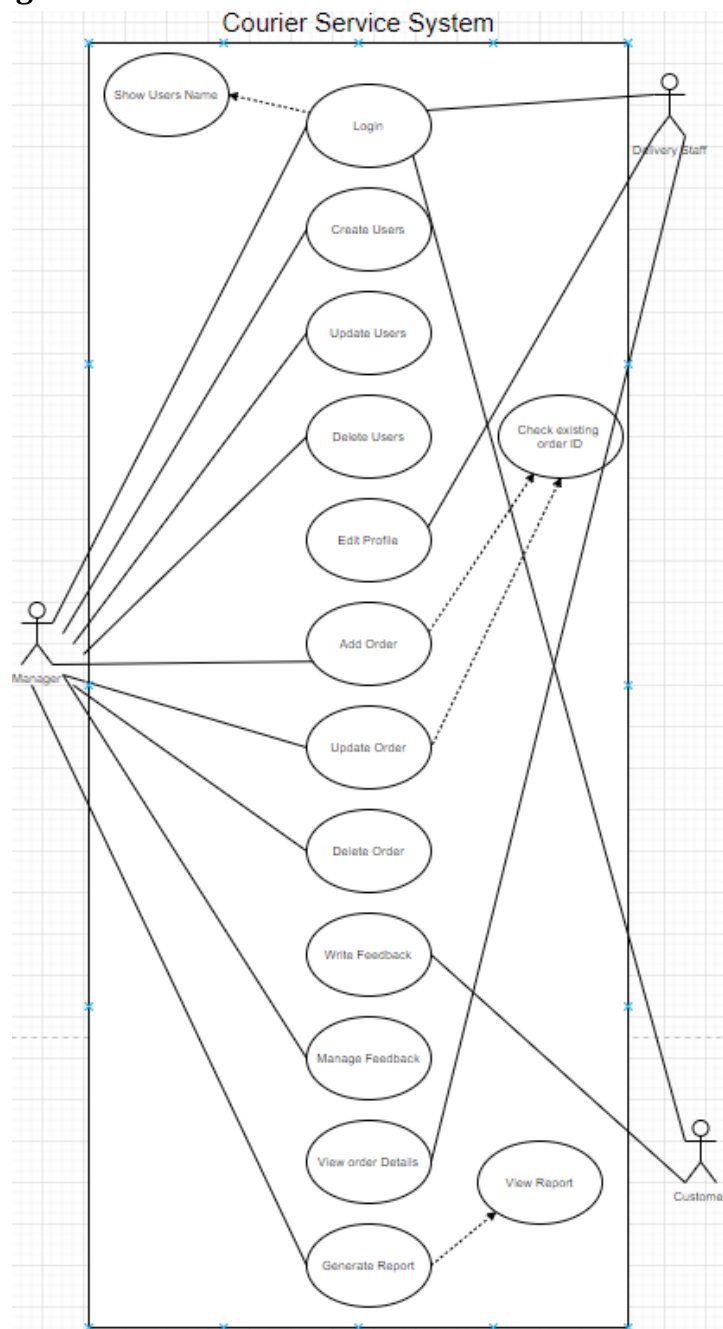 g
Courier Service System
Show Users Name
Login
Delivery Staff
Create Users
Update Users
Delete Users
Check existing
order ID
Edit Profile
Add Order
Manager
Update Order
Delete Order
Write Feedback
Manage Feedback
View order Details
View Report
Custome
Generate Report